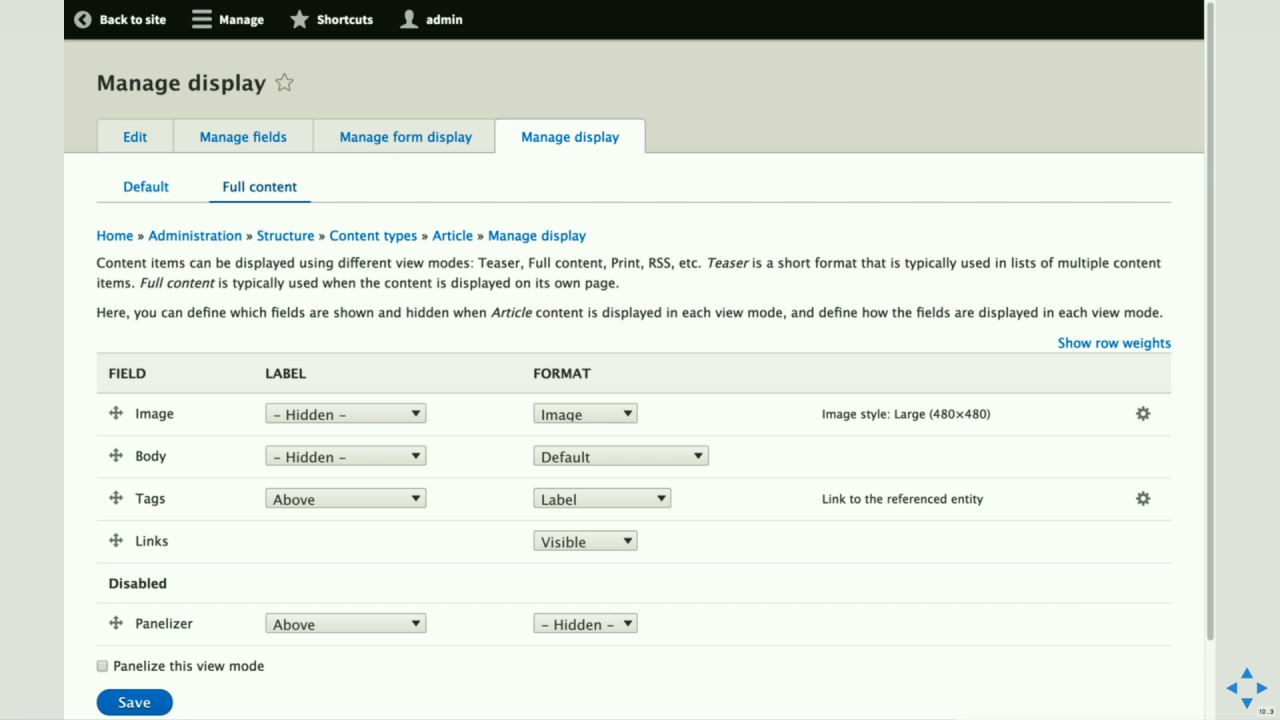 Back to site Manage Shortcuts admin
Manage display
Edit Manage fields Manage form display Manage display
Default Full content
Home » Administration » Structure » Content types » Article » Manage display
Content items can be displayed using different view modes: Teaser, Full content, Print, RSS, etc. Teaser is a short format that is typically used in lists of multiple content
items. Full content is typically used when the content is displayed on its own page.
Here, you can define which fields are shown and hidden when Article content is displayed in each view mode, and define how the fields are displayed in each view mode.
Show row weights
FIELD LABEL FORMAT
Image – Hidden – Image Image style: Large (480×480)
Body – Hidden – Default
Tags Above Label Link to the referenced entity
Links Visible
Disabled
Panelizer Above – Hidden –
Panelize this view mode
Save
10.3